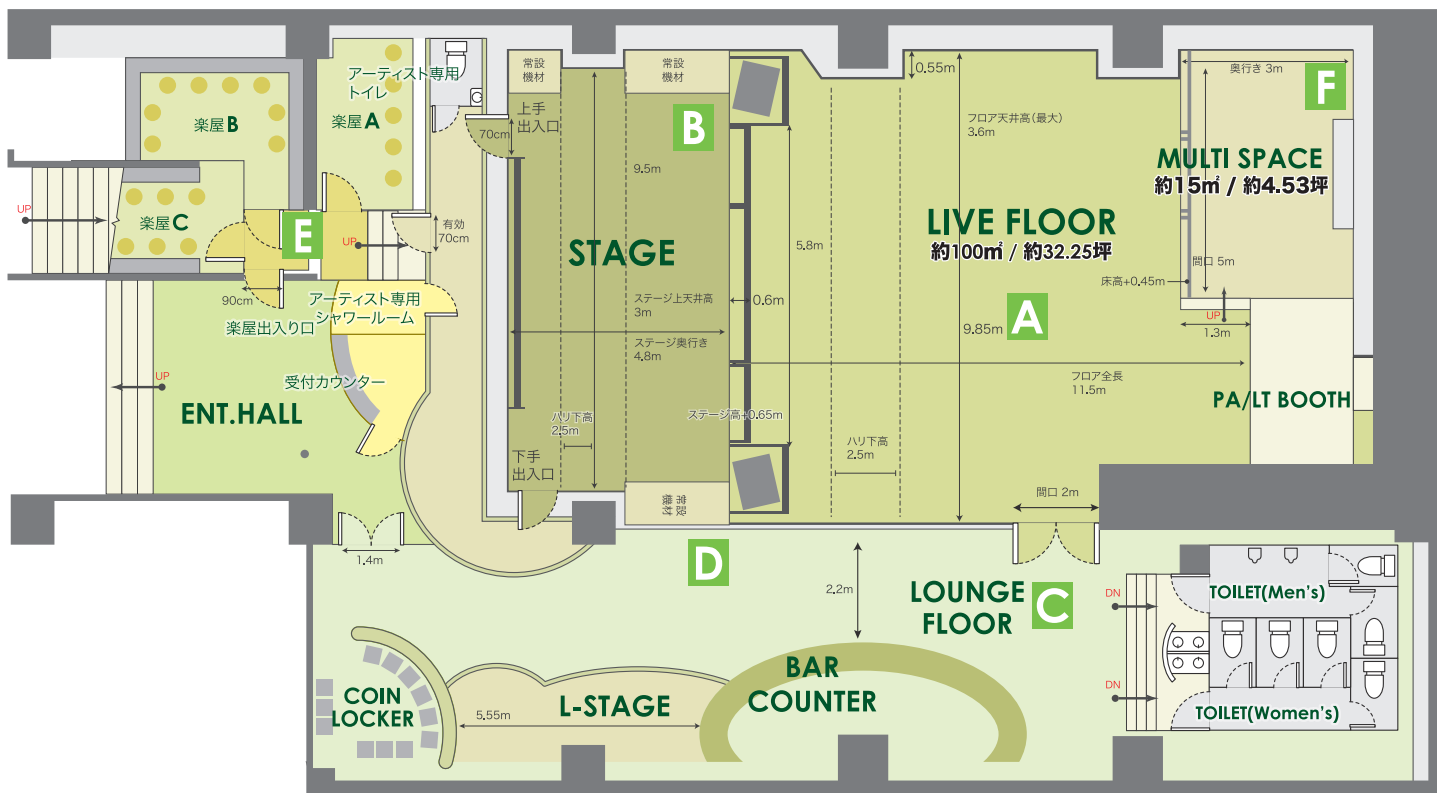 常設
機材
常設
機材
0.55m
奥行き 3m
F
アーティスト専用
トイレ
楽屋B
楽屋A
上手
出入口
70cm
B
フロア天井高(最大)
3.6m
MULTI SPACE
約15㎡ / 約4.53坪
9.5m
UP
楽屋C
E
UP
有効
70cm
STAGE
5.8m
LIVE FLOOR
約100㎡ / 約32.25坪
間口 5m
床高+0.45m
90cm
楽屋出入り口
アーティスト専用
シャワールーム
ステージ上天井高
3m
0.6m
A
9.85m
UP
1.3m
ステージ奥行き
4.8m
UP
受付カウンター
フロア全長
11.5m
ENT.HALL
ハリ下高
2.5m
ステージ高+0.65m
PA/LT BOOTH
ハリ下高
2.5m
下手
出入口
常設
機材
間口 2m
1.4m
D
2.2m
LOUNGE
FLOOR
C
DN
TOILET(Men's)
BAR
COUNTER
COIN
LOCKER
5.55m
L-STAGE
DN
TOILET(Women's)